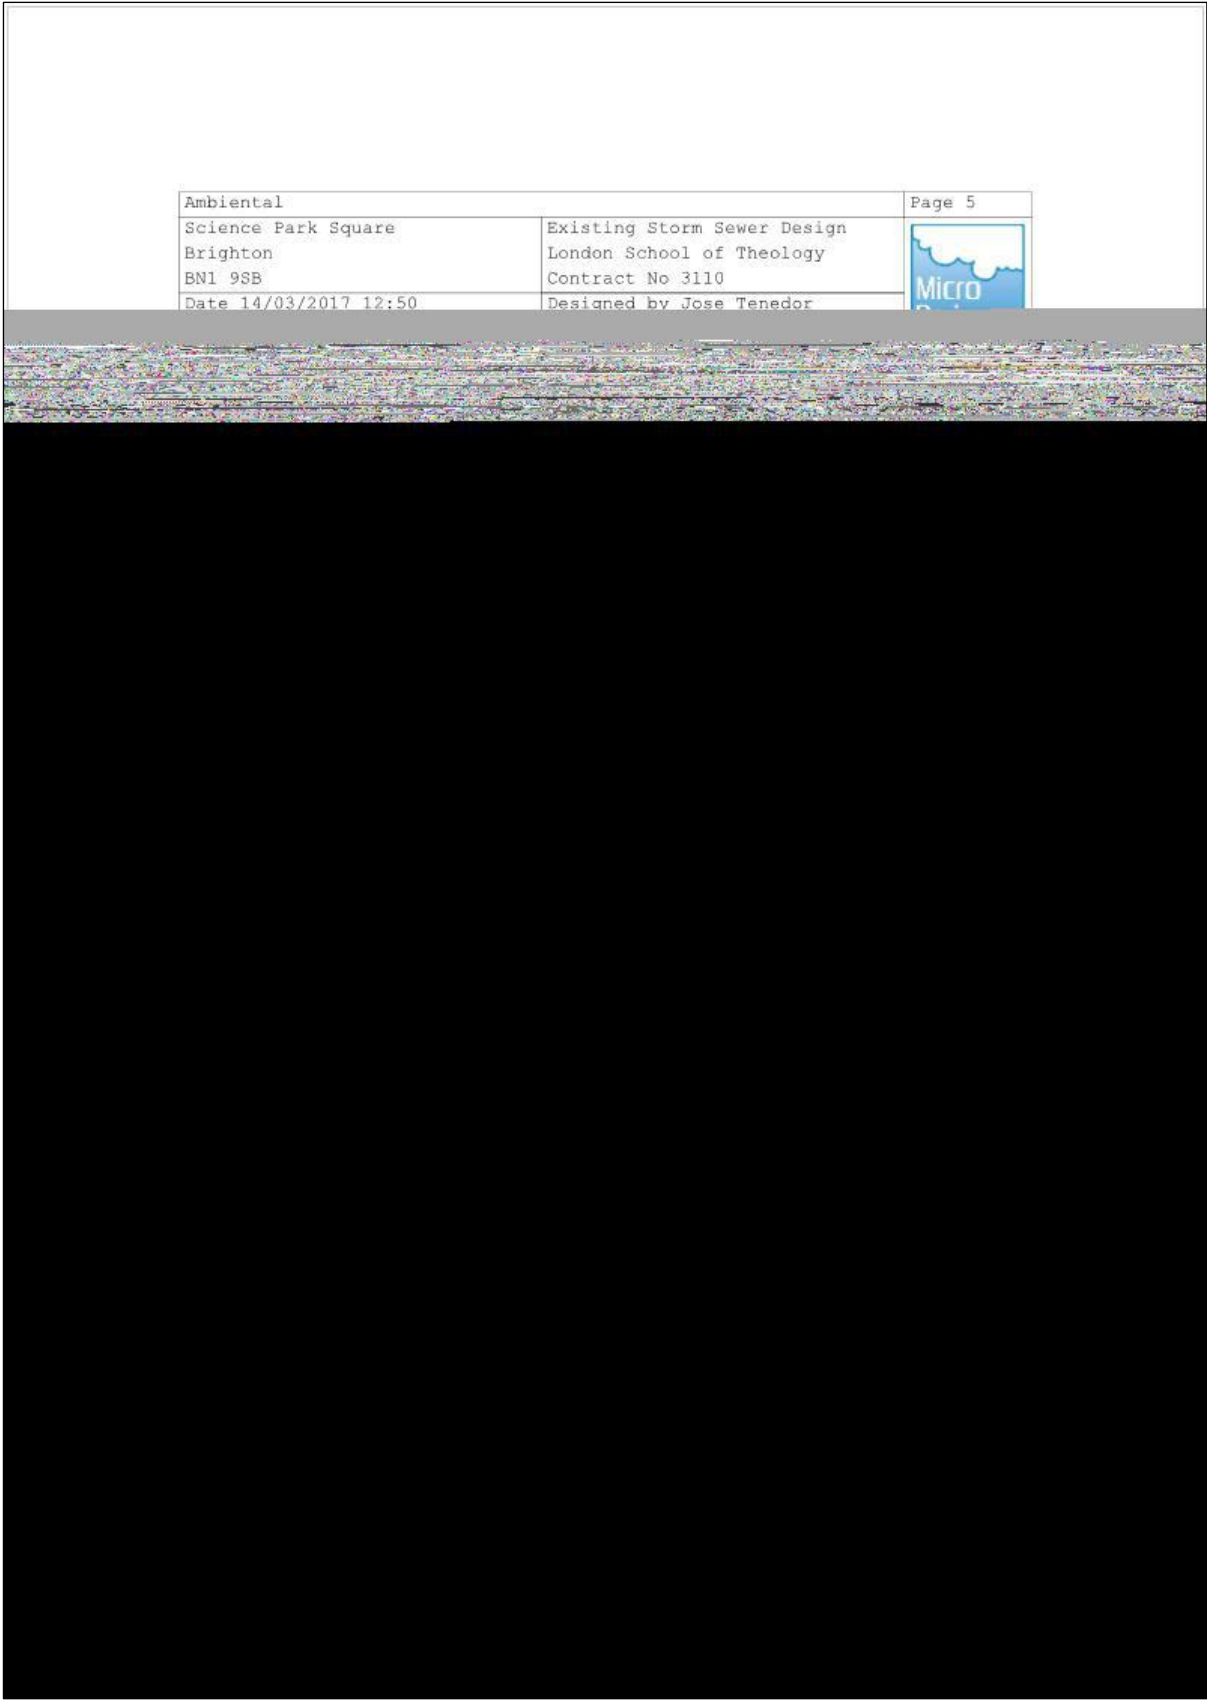 Ambiental
Page 5
Science Park Square
Existing Storm Sewer Design
Brighton
London School of Theology
BN1 9SB
Contract No 3110
Date 14/03/2017 12:50
Designed by Jose Tenedor
Micro